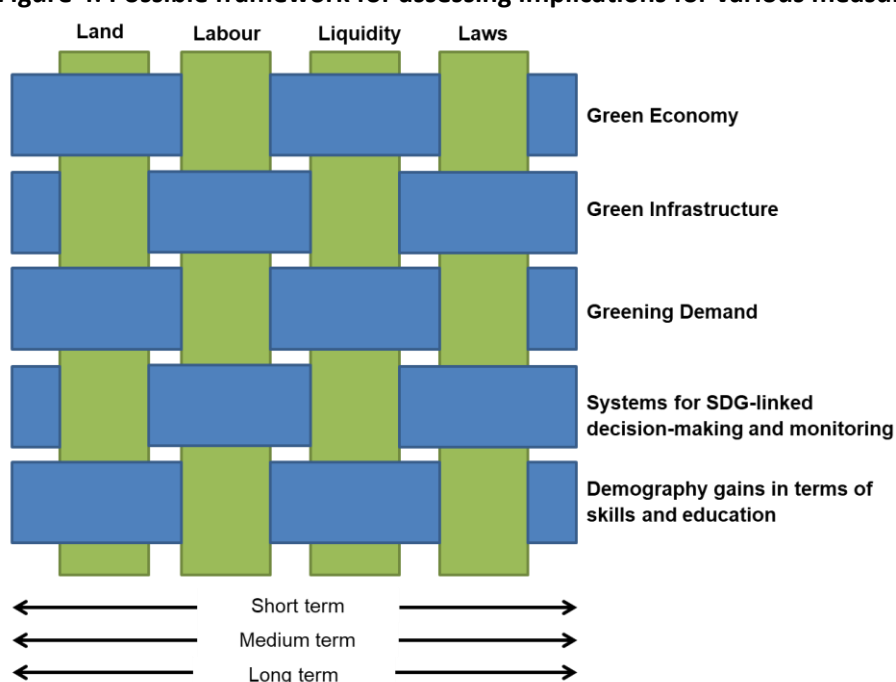 Land Labour Liquidity Laws
Green Economy
Green Infrastructure
Greening Demand
Systems for SDG-linked
decision-making and monitoring
Demography gains in terms of
skills and education
Short term
Medium term
Long term